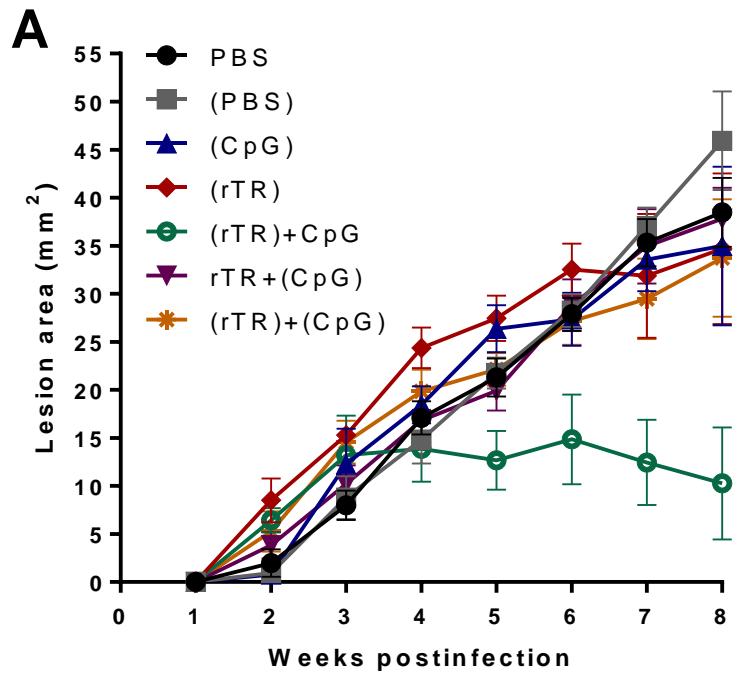 A
PBS
(PBS)
(CpG)
(rTR)
(rTR)+CpG
rTR+(CpG)
(rTR)+(CpG)
Lesion area (mm²)
55
50
45
40
35
30
25
20
15
10
5
0
0 1 2 3 4 5 6 7 8
Weeks postinfection